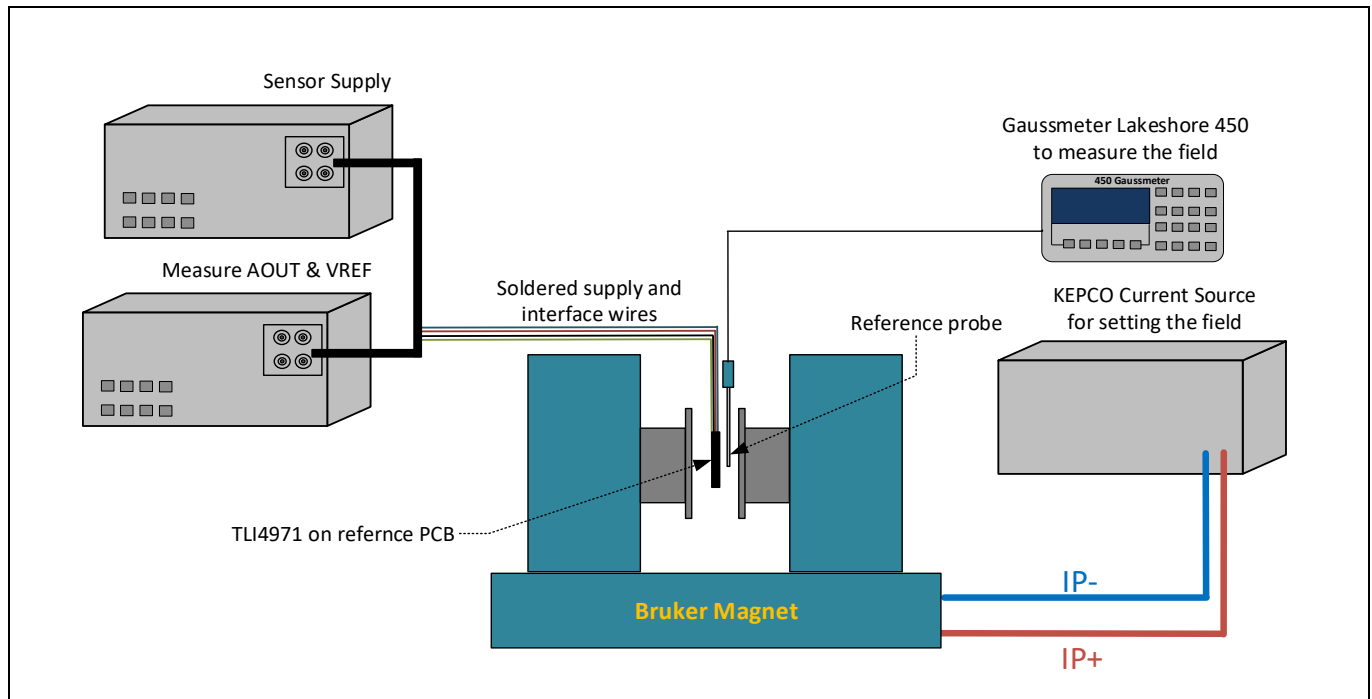 Sensor Supply
Gaussmeter Lakeshore 450
to measure the field
450 Gaussmeter
Measure AOUT & VREF
Soldered supply and
interface wires
Reference probe
KEPCO Current Source
for setting the field
TLI4971 on refernce PCB
IP-
Bruker Magnet
IP+